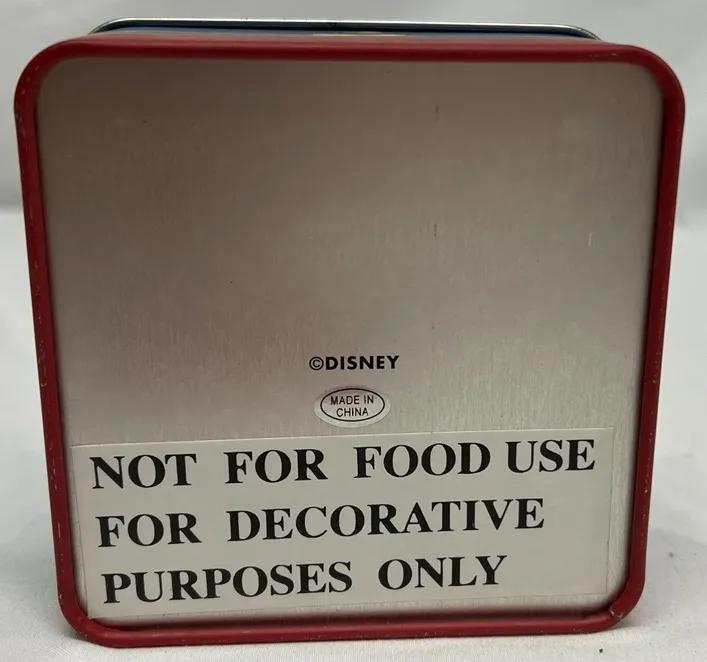 ©DISNEY
MADE IN
CHINA
NOT FOR FOOD USE
FOR DECORATIVE
PURPOSES ONLY